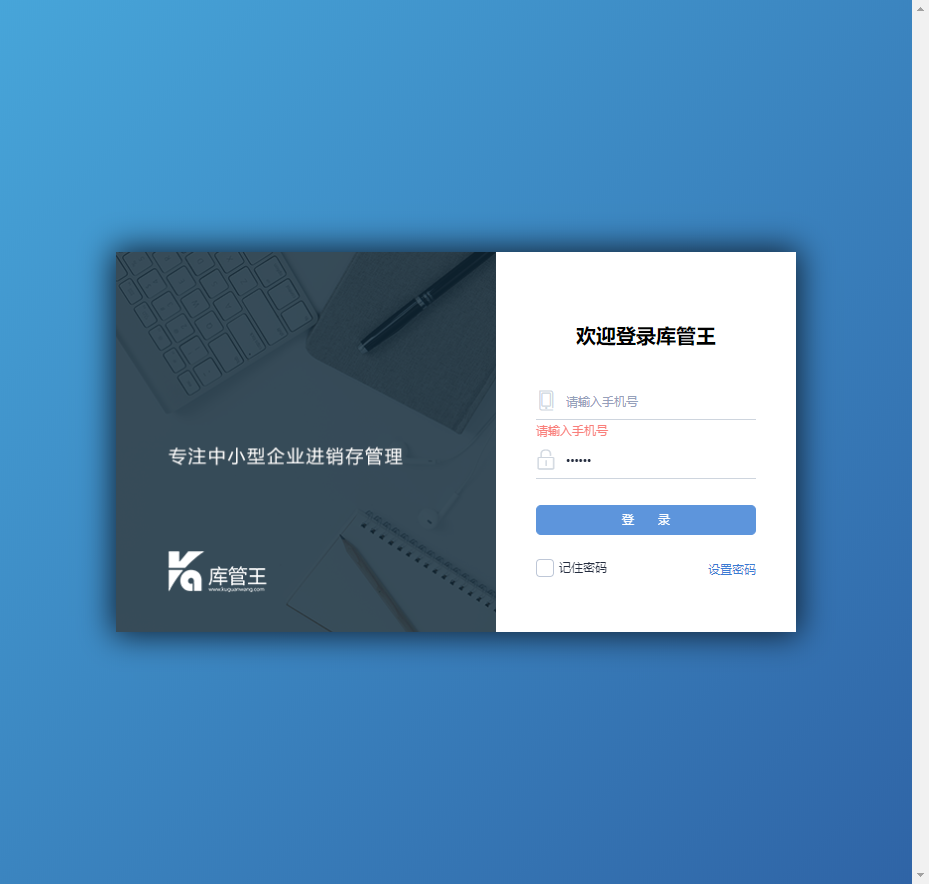 欢迎登录库管王
请输入手机号
请输入手机号
••••••
登 录
记住密码
设置密码
专注中小型企业进销存管理
库管王
www.kuguanwang.com